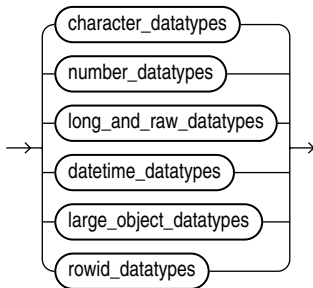 character_datatypes
number_datatypes
long_and_raw_datatypes
datetime_datatypes
large_object_datatypes
rowid_datatypes